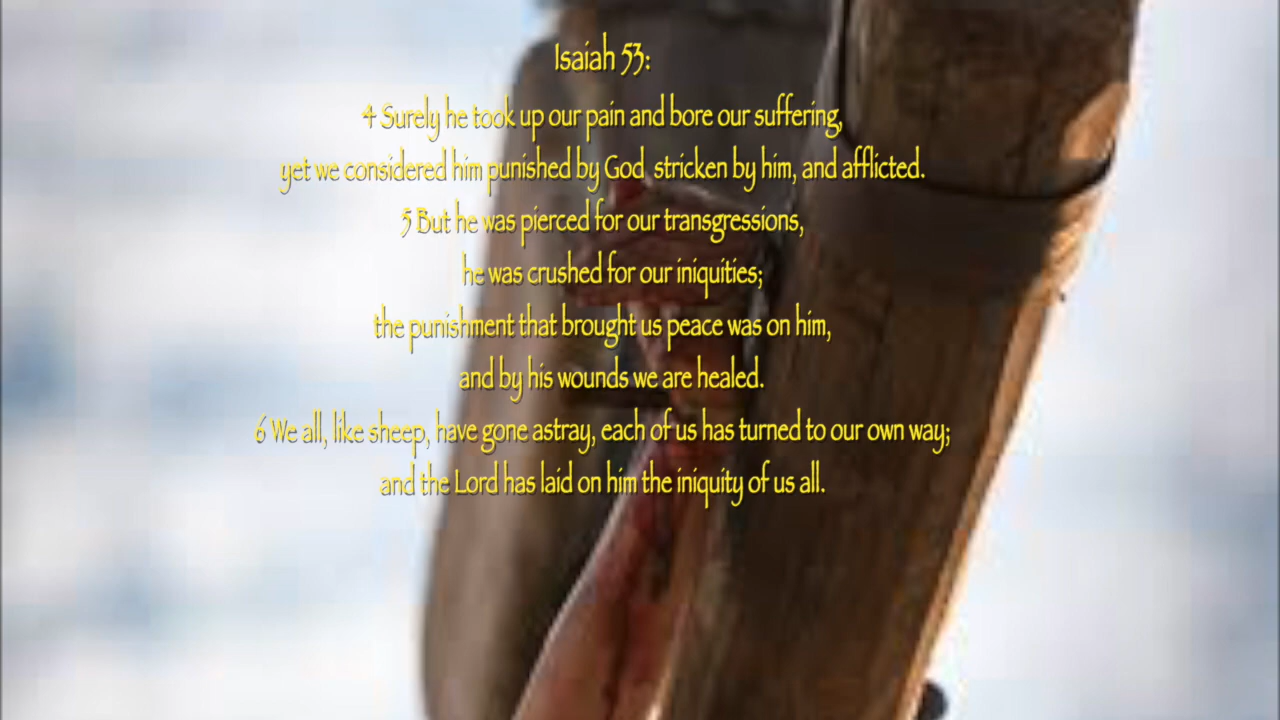 Isaiah 53:
4 Surely he took up our pain and bore our suffering,
yet we considered him punished by God stricken by him, and afflicted.
5 But he was pierced for our transgressions,
he was crushed for our iniquities;
the punishment that brought us peace was on him,
and by his wounds we are healed.
6 We all, like sheep, have gone astray, each of us has turned to our own way;
and the Lord has laid on him the iniquity of us all.